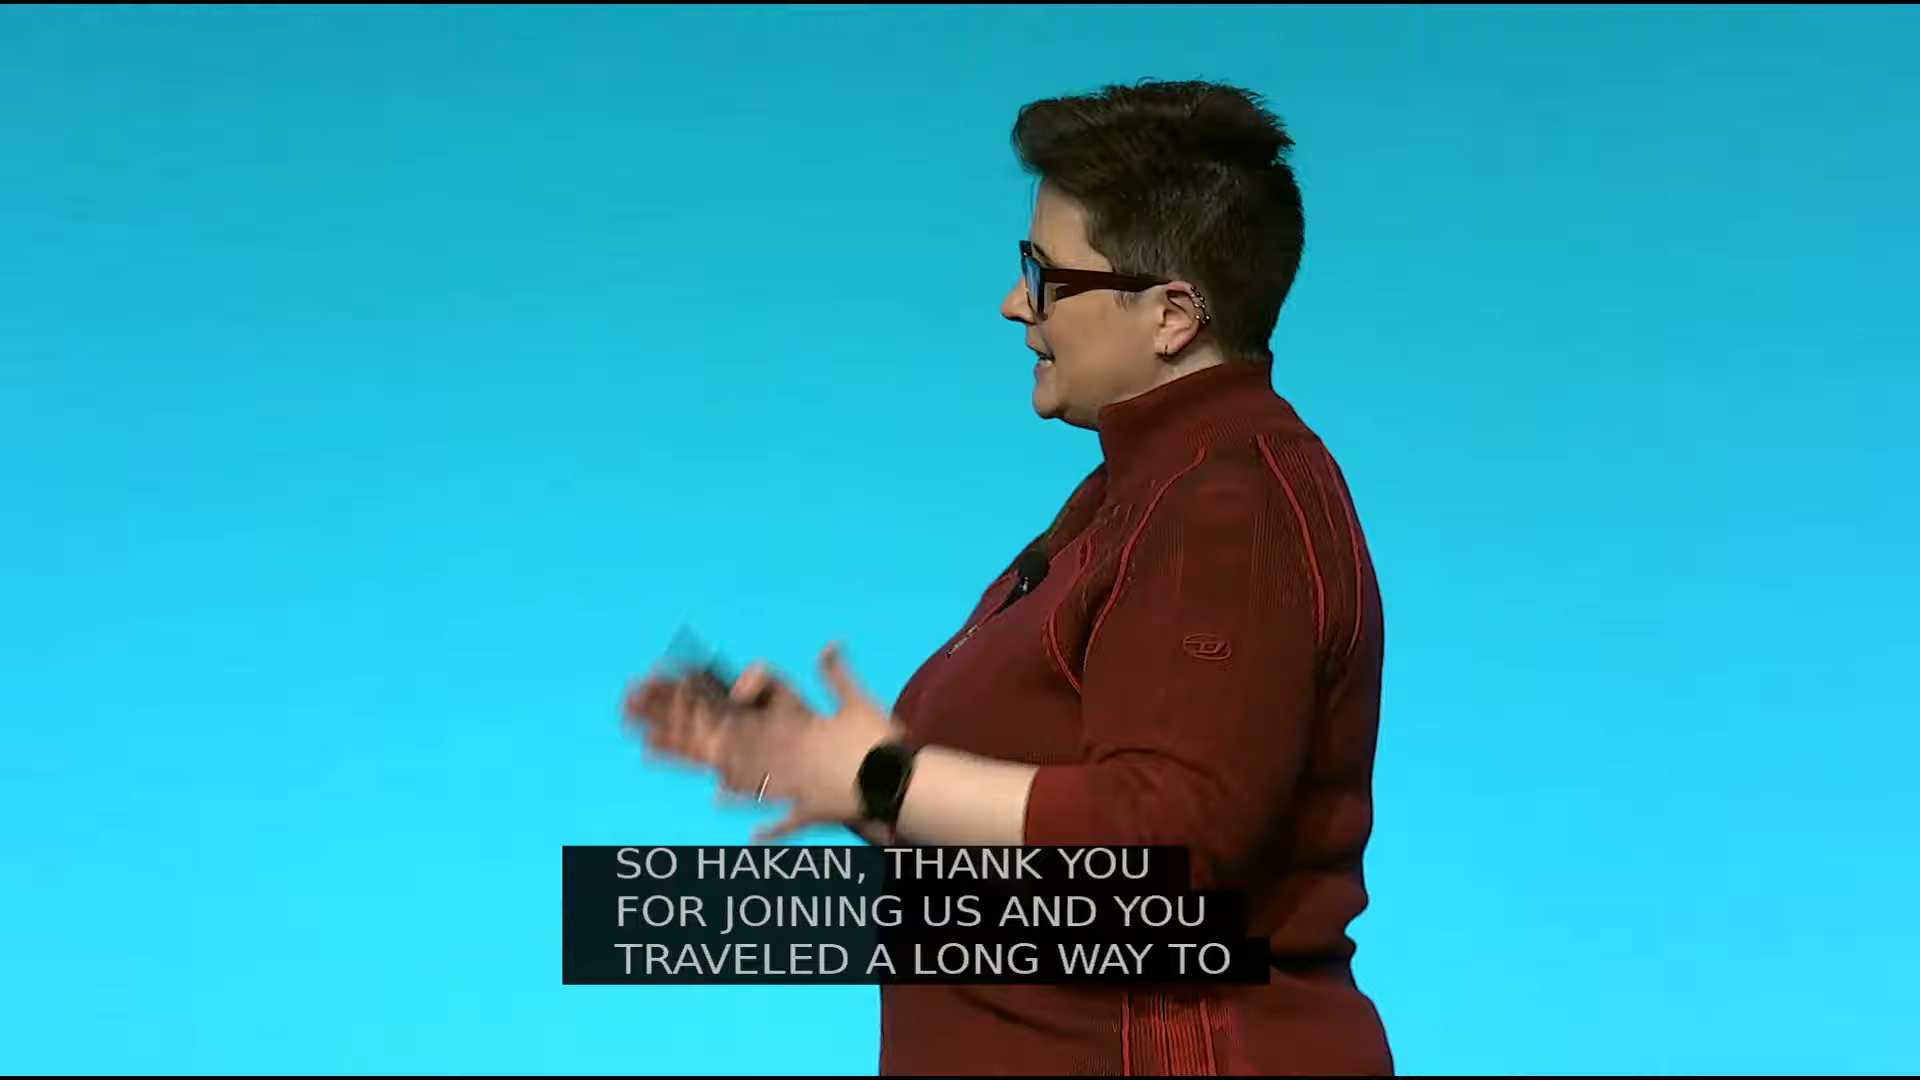 SO HAKAN, THANK YOU
FOR JOINING US AND YOU
TRAVELED A LONG WAY TO